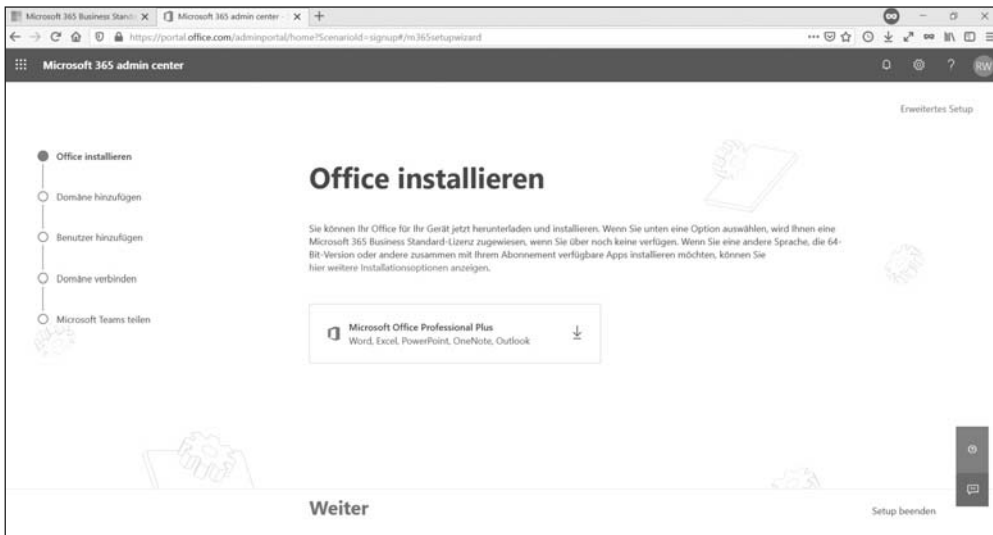 Microsoft 365 Business Stand
Microsoft 365 admin center
https://portal.office.com/adminportal/home?ScenarioId=signup#/m365setupwizard
Microsoft 365 admin center
RW
Erweitertes Setup
Office installieren
Domäne hinzufügen
Benutzer hinzufügen
Domäne verbinden
Microsoft Teams teilen
Office installieren
Sie können Ihr Office für Ihr Gerät jetzt herunterladen und installieren. Wenn Sie unten eine Option auswählen, wird Ihnen eine
Microsoft 365 Business Standard-Lizenz zugewiesen, wenn Sie über noch keine verfügen. Wenn Sie eine andere Sprache, die 64-
Bit-Version oder andere zusammen mit Ihrem Abonnement verfügbare Apps installieren möchten, können Sie
hier weitere Installationsoptionen anzeigen.
Microsoft Office Professional Plus
Word, Excel, PowerPoint, OneNote, Outlook
Weiter
Setup beenden